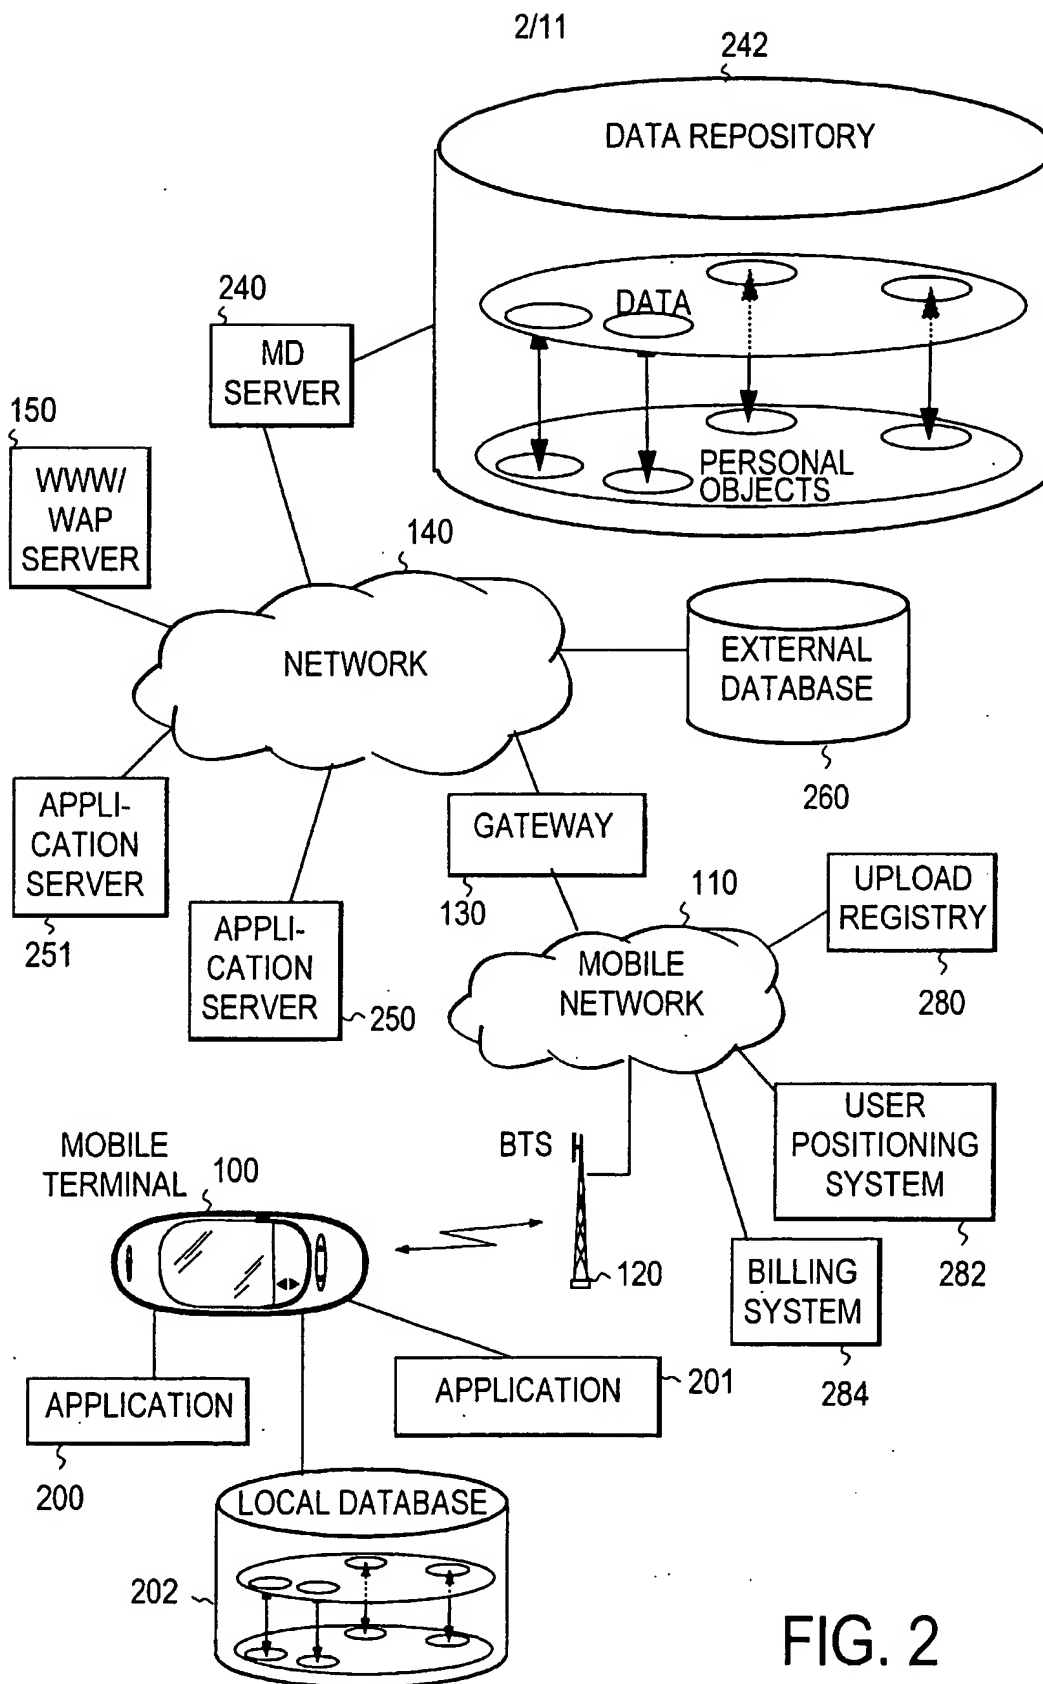 2/11
242
DATA REPOSITORY
DATA
PERSONAL
OBJECTS
240
MD
SERVER
150
WWW/
WAP
SERVER
140
NETWORK
EXTERNAL
DATABASE
260
APPLI-
CATION
SERVER
251
APPLI-
CATION
SERVER
250
GATEWAY
130
110
MOBILE
NETWORK
UPLOAD
REGISTRY
280
USER
POSITIONING
SYSTEM
282
BILLING
SYSTEM
284
BTS
120
MOBILE
TERMINAL
100
APPLICATION
200
APPLICATION
201
LOCAL DATABASE
202
FIG. 2